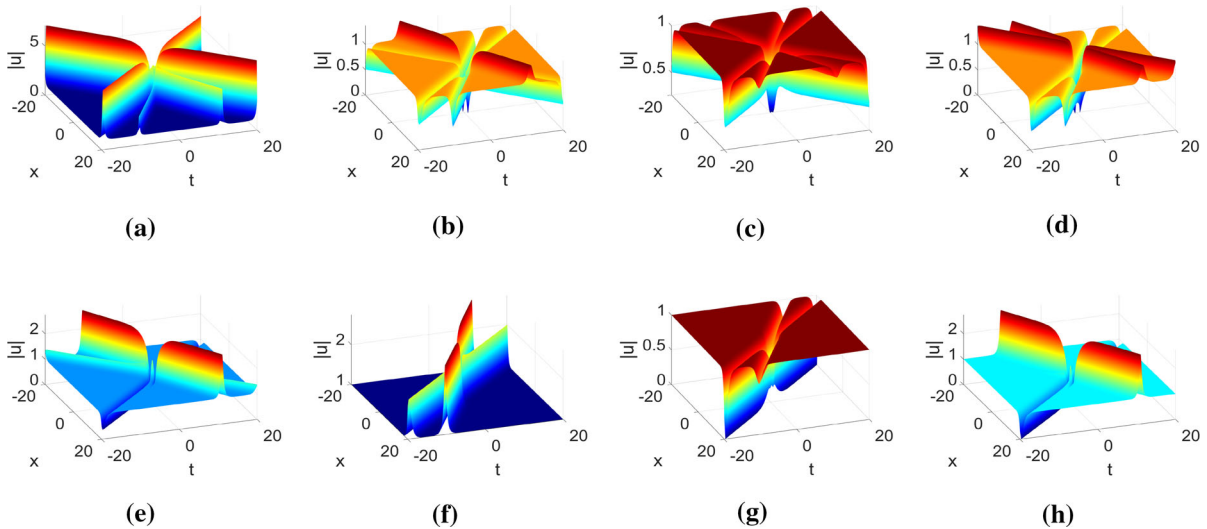 |u| 5 0 -20 0 20 x -20 0 20 t
(a)
|u| 1 0.5 0 -20 0 20 x -20 0 20 t
(b)
|u| 1 0.5 -20 0 20 x -20 0 20 t
(c)
|u| 1 0.5 0 -20 0 20 x -20 0 20 t
(d)
|u| 2 1 0 -20 0 20 x -20 0 20 t
(e)
|u| 2 1 -20 0 20 x -20 0 20 t
(f)
|u| 1 0.5 0 -20 0 20 x -20 0 20 t
(g)
|u| 2 1 0 -20 0 20 x -20 0 20 t
(h)